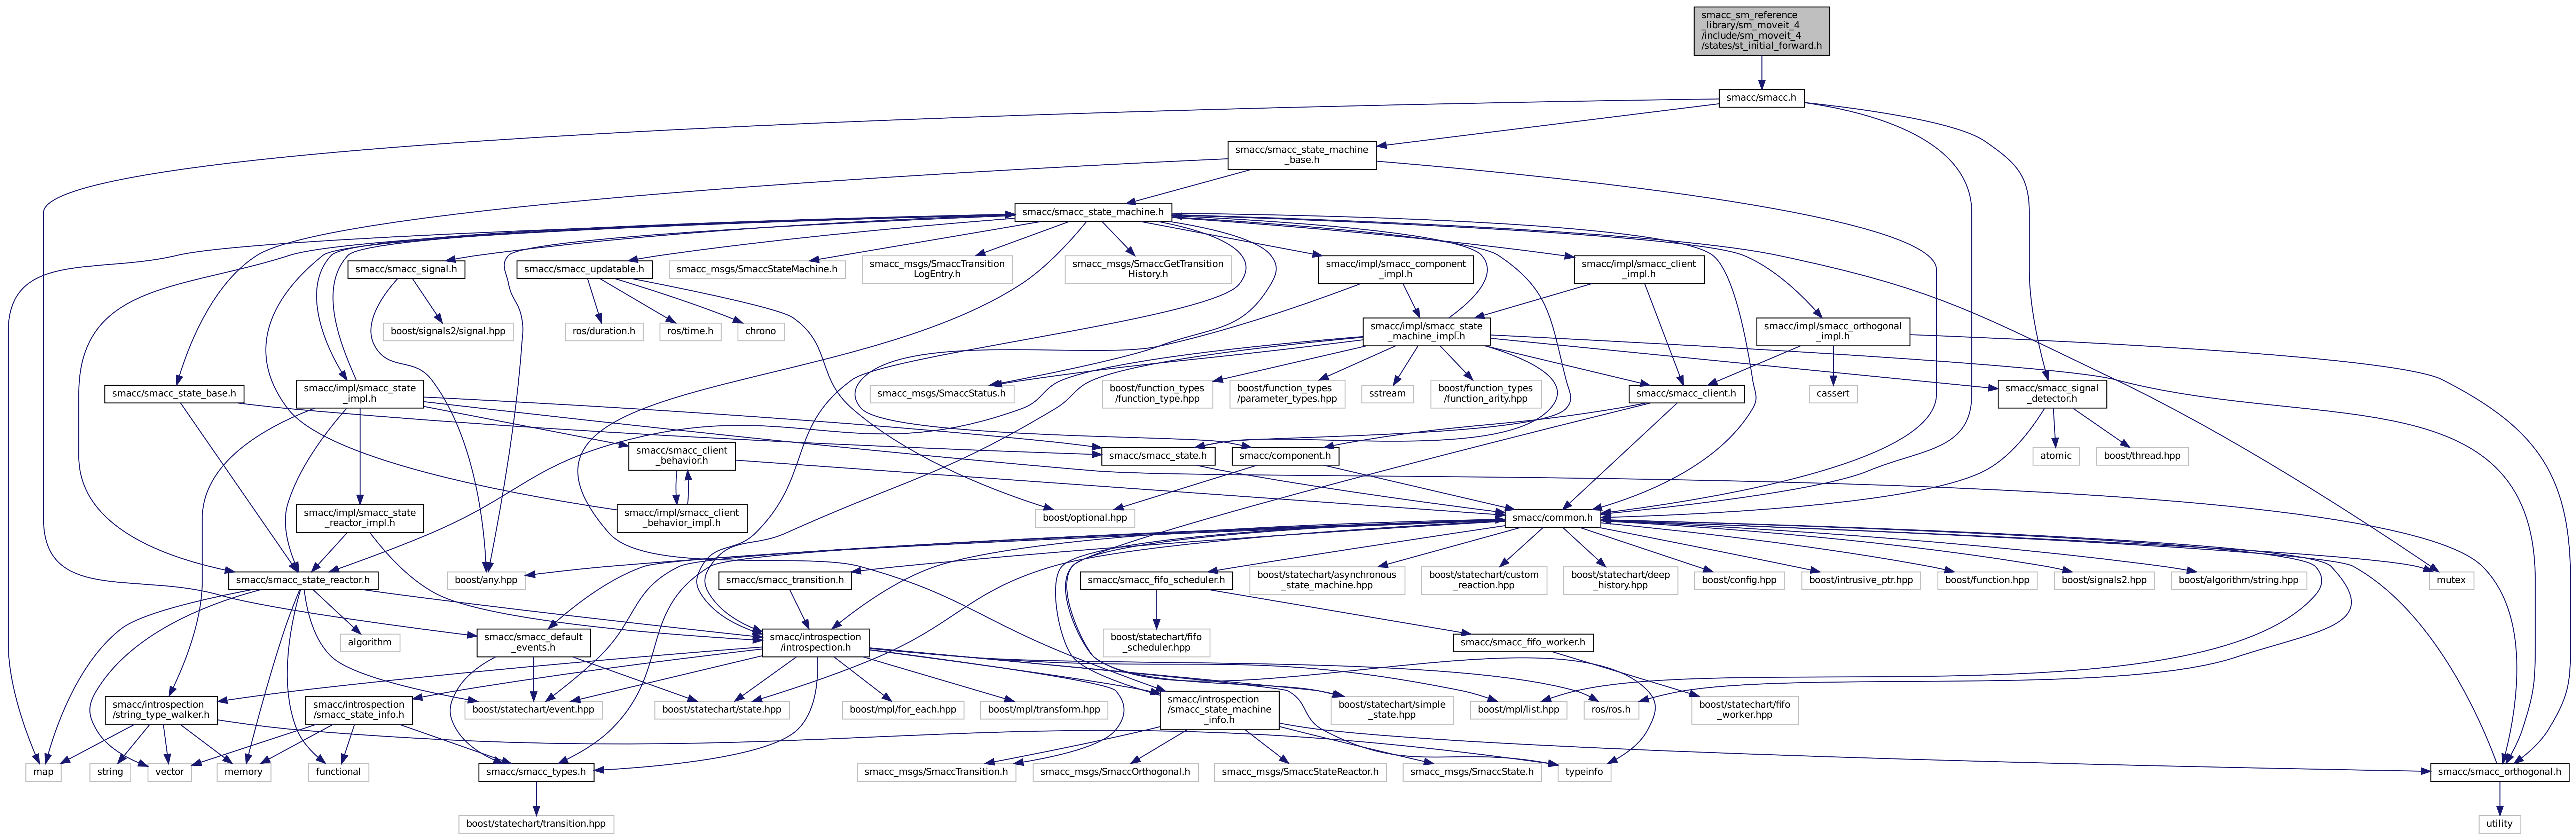 smacc_sm_reference
_library/sm_moveit_4
/include/sm_moveit_4
/states/st_initial_forward.h
smacc/smacc.h
smacc/smacc_state_machine
_base.h
smacc/smacc_state_machine.h
smacc/smacc_signal.h
smacc/smacc_updatable.h
smacc_msgs/SmaccStateMachine.h
smacc_msgs/SmaccTransition
LogEntry.h
smacc_msgs/SmaccGetTransition
History.h
smacc/impl/smacc_component
_impl.h
smacc/impl/smacc_client
_impl.h
boost/signals2/signal.hpp
ros/duration.h
ros/time.h
chrono
smacc/impl/smacc_state
_machine_impl.h
smacc/impl/smacc_orthogonal
_impl.h
smacc/smacc_state_base.h
smacc/impl/smacc_state
_impl.h
smacc_msgs/SmaccStatus.h
boost/function_types
/function_type.hpp
boost/function_types
/parameter_types.hpp
sstream
boost/function_types
/function_arity.hpp
smacc/smacc_client.h
cassert
smacc/smacc_signal
_detector.h
smacc/smacc_client
_behavior.h
smacc/smacc_state.h
smacc/component.h
atomic
boost/thread.hpp
smacc/impl/smacc_state
_reactor_impl.h
smacc/impl/smacc_client
_behavior_impl.h
boost/optional.hpp
smacc/common.h
smacc/smacc_state_reactor.h
boost/any.hpp
smacc/smacc_transition.h
smacc/smacc_fifo_scheduler.h
boost/statechart/asynchronous
_state_machine.hpp
boost/statechart/custom
_reaction.hpp
boost/statechart/deep
_history.hpp
boost/config.hpp
boost/intrusive_ptr.hpp
boost/function.hpp
boost/signals2.hpp
boost/algorithm/string.hpp
mutex
algorithm
smacc/smacc_default
_events.h
smacc/introspection
/introspection.h
boost/statechart/fifo
_scheduler.hpp
smacc/smacc_fifo_worker.h
smacc/introspection
/string_type_walker.h
smacc/introspection
/smacc_state_info.h
boost/statechart/event.hpp
boost/statechart/state.hpp
boost/mpl/for_each.hpp
boost/mpl/transform.hpp
smacc/introspection
/smacc_state_machine
_info.h
boost/statechart/simple
_state.hpp
boost/mpl/list.hpp
ros/ros.h
boost/statechart/fifo
_worker.hpp
map
string
vector
memory
functional
smacc/smacc_types.h
smacc_msgs/SmaccTransition.h
smacc_msgs/SmaccOrthogonal.h
smacc_msgs/SmaccStateReactor.h
smacc_msgs/SmaccState.h
typeinfo
smacc/smacc_orthogonal.h
boost/statechart/transition.hpp
utility